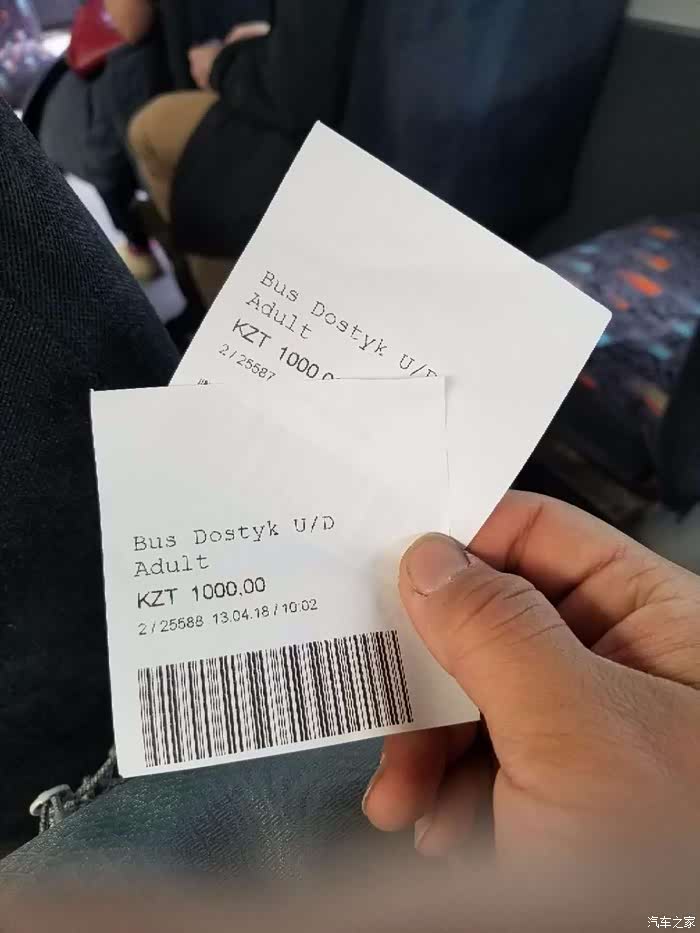 Bus Dostyk U/D
Adult
KZT 1000.0
2/25587
Bus Dostyk U/D
Adult
KZT 1000.00
2/25588 13.04.18/10:02
汽车之家